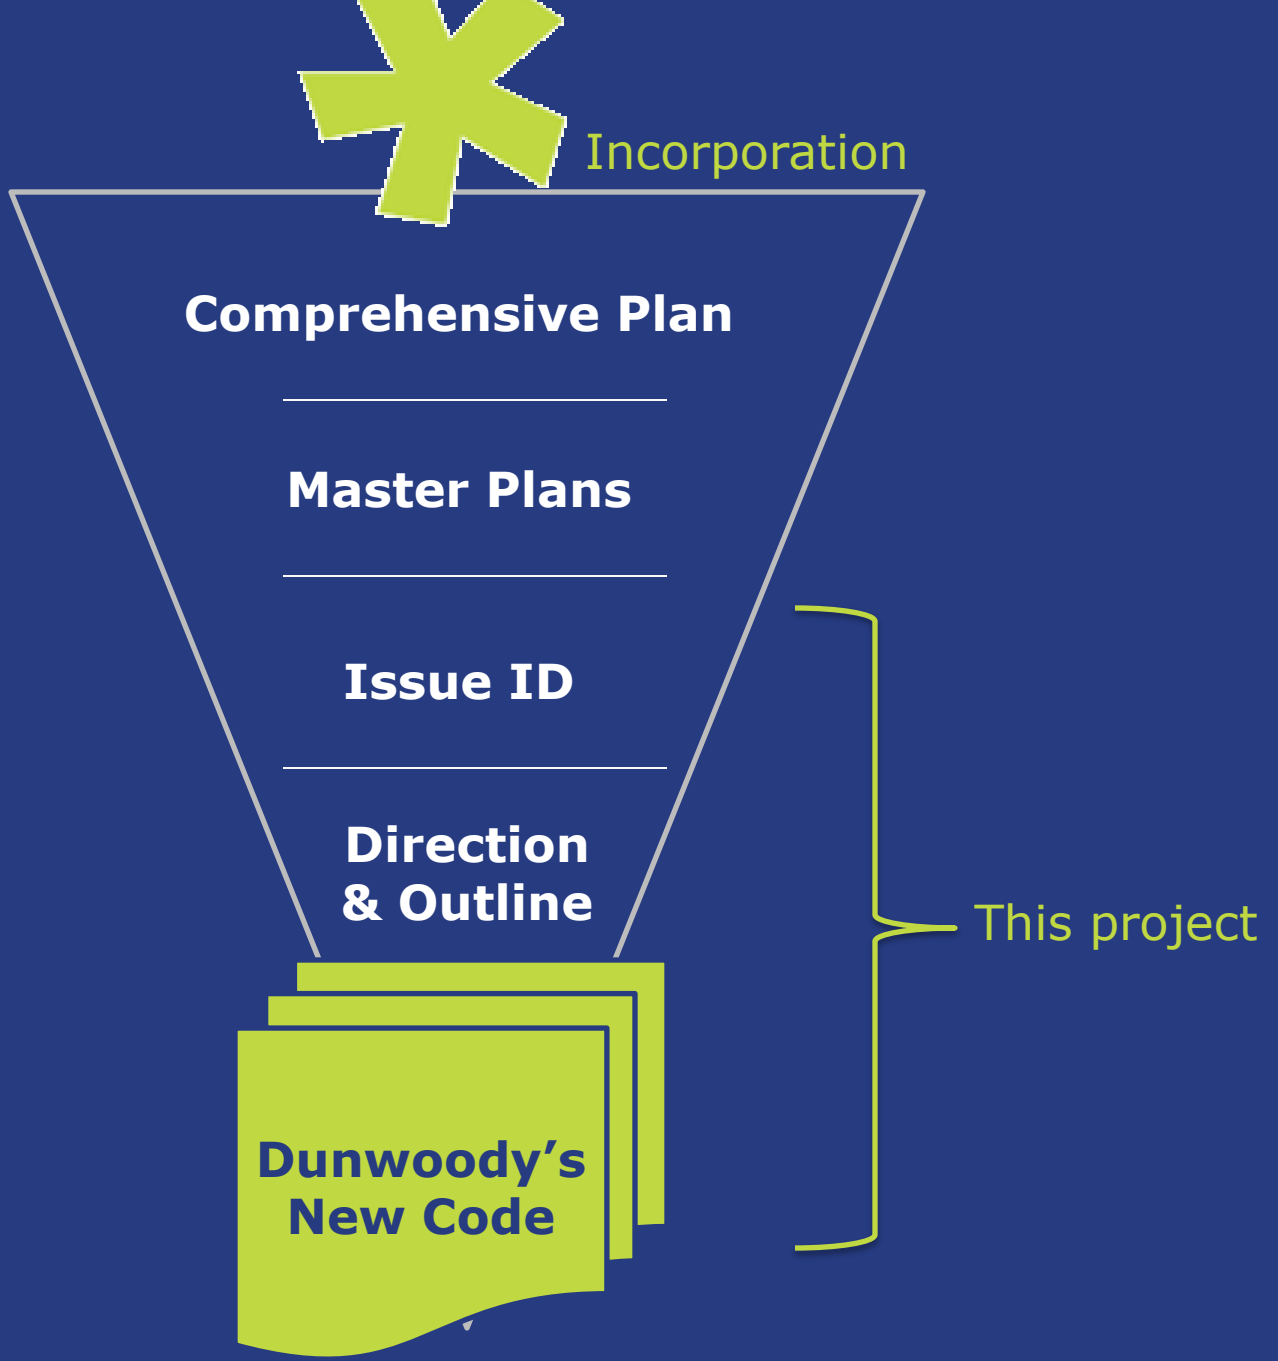 Incorporation
Comprehensive Plan
Master Plans
Issue ID
Direction
& Outline
This project
Dunwoody’s
New Code